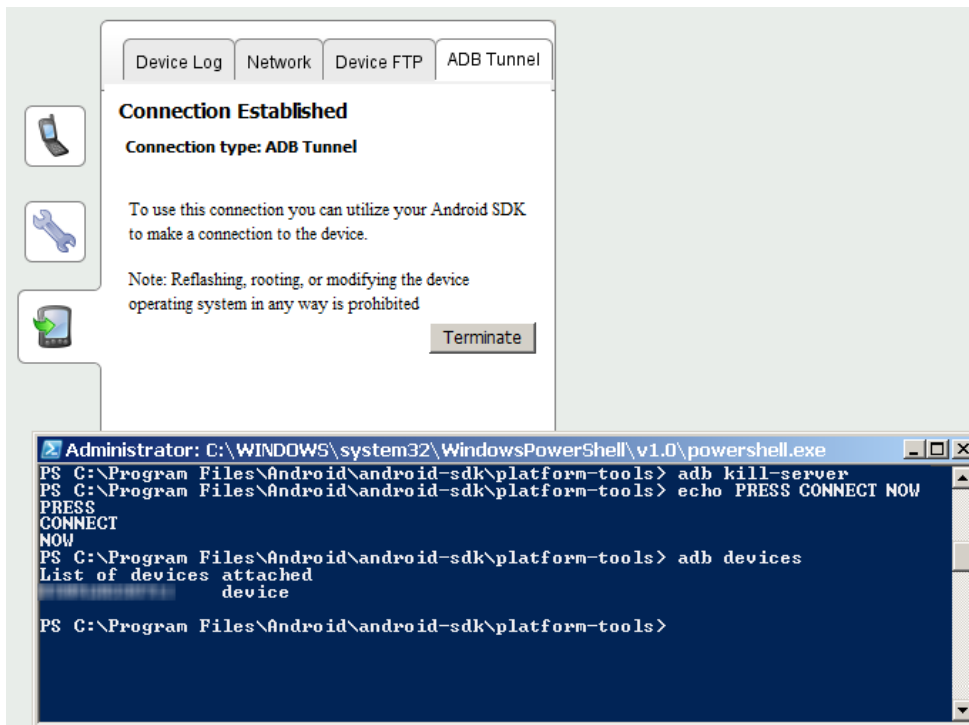 Device Log Network Device FTP ADB Tunnel
Connection Established
Connection type: ADB Tunnel
To use this connection you can utilize your Android SDK
to make a connection to the device.
Note: Reflashing, rooting, or modifying the device
operating system in any way is prohibited
Terminate
Administrator: C:\WINDOWS\system32\WindowsPowerShell\v1.0\powershell.exe
PS C:\Program Files\Android\android-sdk\platform-tools> adb kill-server
PS C:\Program Files\Android\android-sdk\platform-tools> echo PRESS CONNECT NOW
PRESS
CONNECT
NOW
PS C:\Program Files\Android\android-sdk\platform-tools> adb devices
List of devices attached
device
PS C:\Program Files\Android\android-sdk\platform-tools>